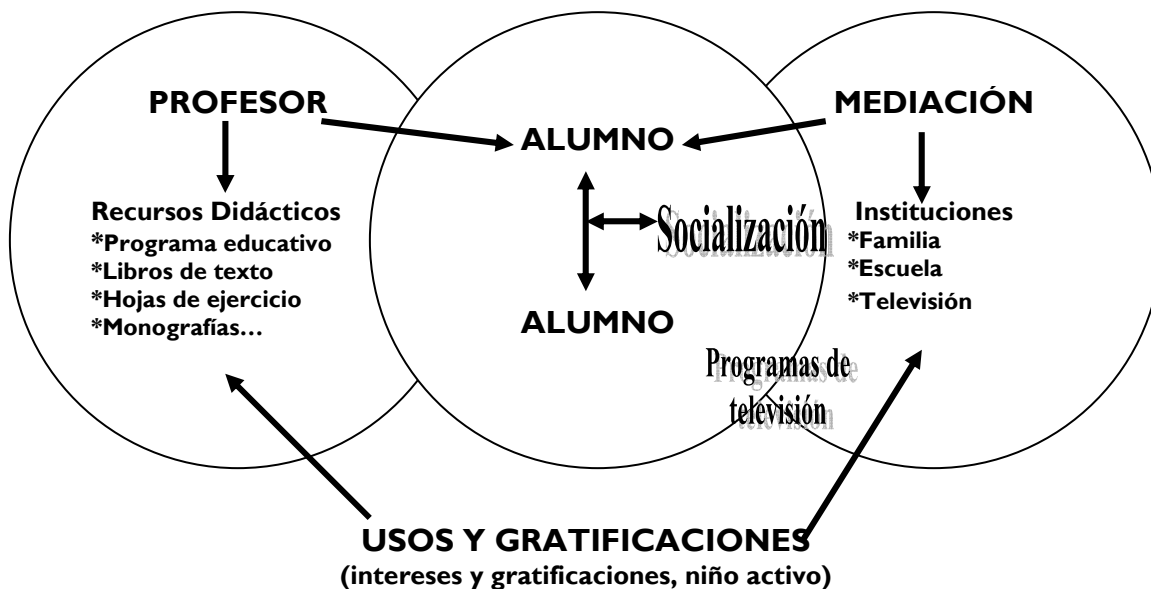 PROFESOR
MEDIACIÓN
ALUMNO
Recursos Didácticos
*Programa educativo
*Libros de texto
*Hojas de ejercicio
*Monografías…
Socialización
Instituciones
*Familia
*Escuela
*Televisión
ALUMNO
Programas de
televisión
USOS Y GRATIFICACIONES
(intereses y gratificaciones, niño activo)